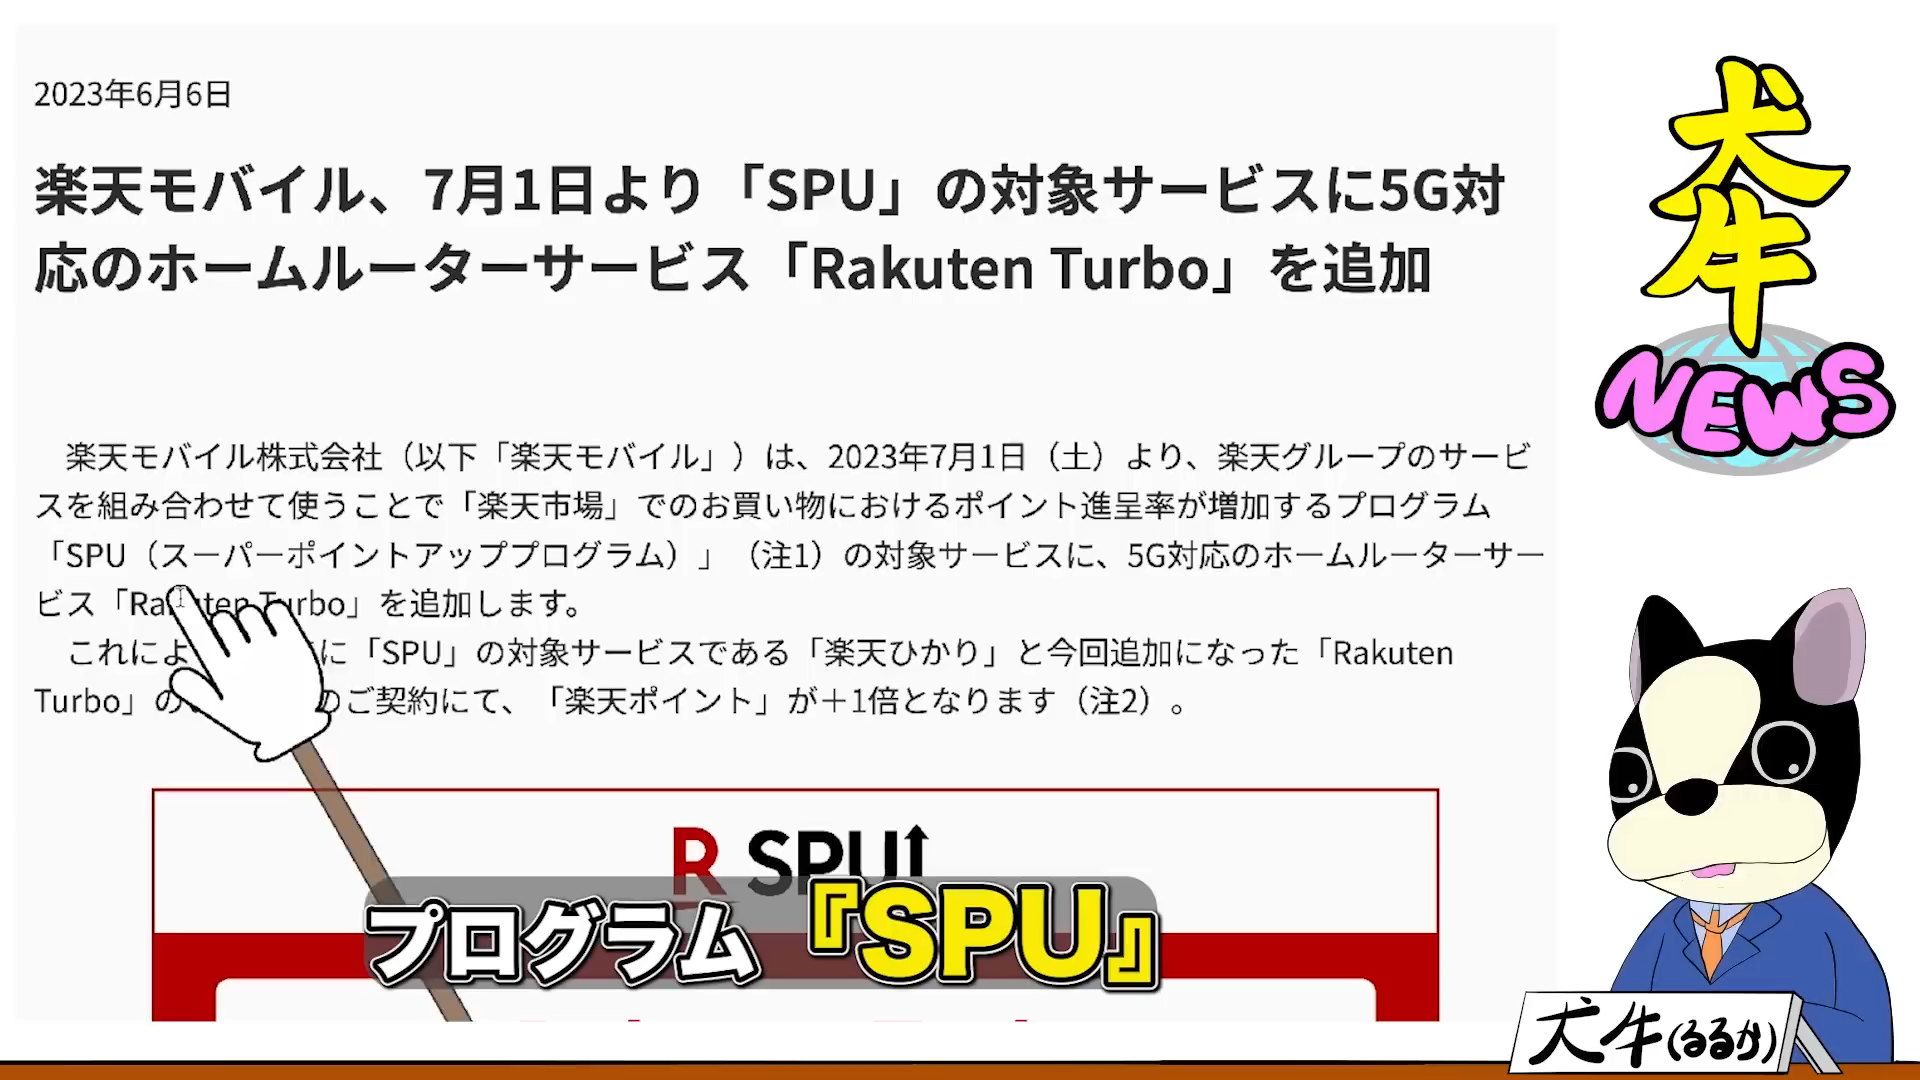 2023年6月6日
楽天モバイル、7月1日より「SPU」の対象サービスに5G対
応のホームルーターサービス「Rakuten Turbo」を追加
楽天モバイル株式会社（以下「楽天モバイル」）は、2023年7月1日（土）より、楽天グループのサービ
スを組み合わせて使うことで「楽天市場」でのお買い物におけるポイント進呈率が増加するプログラム
「SPU（スーパーポイントアッププログラム）」（注1）の対象サービスに、5G対応のホームルーターサー
ビス「Rakuten Turbo」を追加します。
これによ に「SPU」の対象サービスである「楽天ひかり」と今回追加になった「Rakuten
Turbo」の のご契約にて、「楽天ポイント」が＋1倍となります（注2）。
R SPU↑
プログラム『SPU』
犬牛
NEWS
犬牛(るるか)